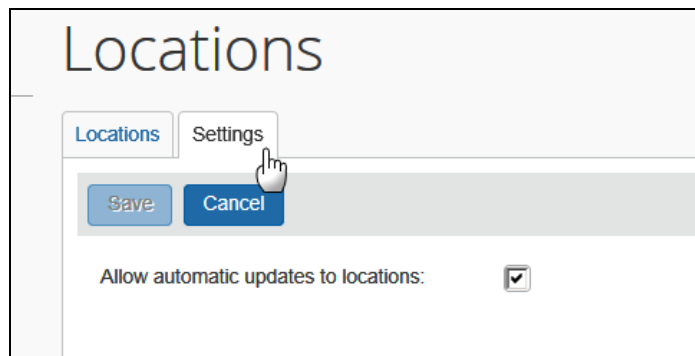 Locations
Locations Settings
Save Cancel
Allow automatic updates to locations: